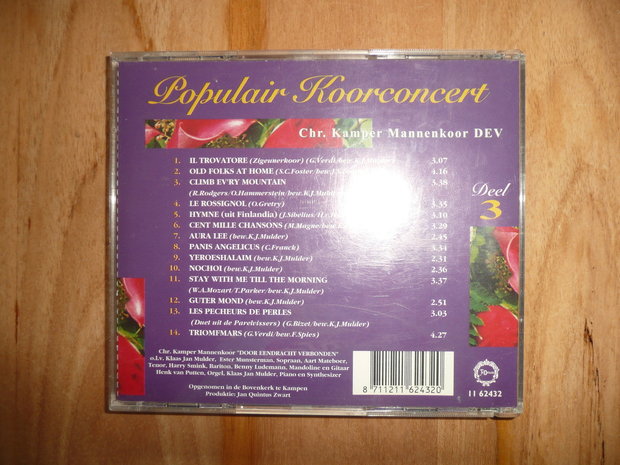 Populair Koorconcert
Chr. Kamper Mannenkoor DEV
Deel
3
1. IL TROVATORE (Zigeunerkoor) (G.Verdi/bew.K.J.Mulder) 3.07
2. OLD FOLKS AT HOME (S.C.Foster/bew. 4.16
3. CLIMB EV'RY MOUNTAIN 3.38
(R.Rodgers/O.Hammerstein/bew.K.J.Mulder)
4. LE ROSSIGNOL (O.Gretry) 3.35
5. HYMNE (uit Finlandia) (J.Sibelius/ 3.10
6. CENT MILLE CHANSONS (M.Magne/bew. 3.29
7. AURA LEE (bew.K.J.Mulder) 2.45
8. PANIS ANGELICUS (C.Franck) 3.34
9. YEROESHALAIM (bew.K.J.Mulder) 2.31
10. NOCHOI (bew.K.J.Mulder) 2.36
11. STAY WITH ME TILL THE MORNING 3.37
(W.A.Mozart/T.Parker/bew.K.J.Mulder)
12. GUTER MOND (bew.K.J.Mulder) 2.51
13. LES PECHEURS DE PERLES 3.03
(Duet uit de Parelvissers) (G.Bizet/bew.K.J.Mulder)
14. TRIOMFMARS (G.Verdi/bew.F.Spies) 4.27
Chr. Kamper Mannenkoor "DOOR EENDRACHT VERBONDEN"
o.l.v. Klaas Jan Mulder, Ester Munsterman, Sopraan, Aart Mateboer,
Tenor, Harry Smink, Bariton, Benny Ludemann, Mandoline en Gitaar
Henk van Putten, Orgel, Klaas Jan Mulder, Piano en Synthesizer
Opgenomen in de Bovenkerk te Kampen
Produktie: Jan Quintus Zwart
8 711211 624320
11 62432